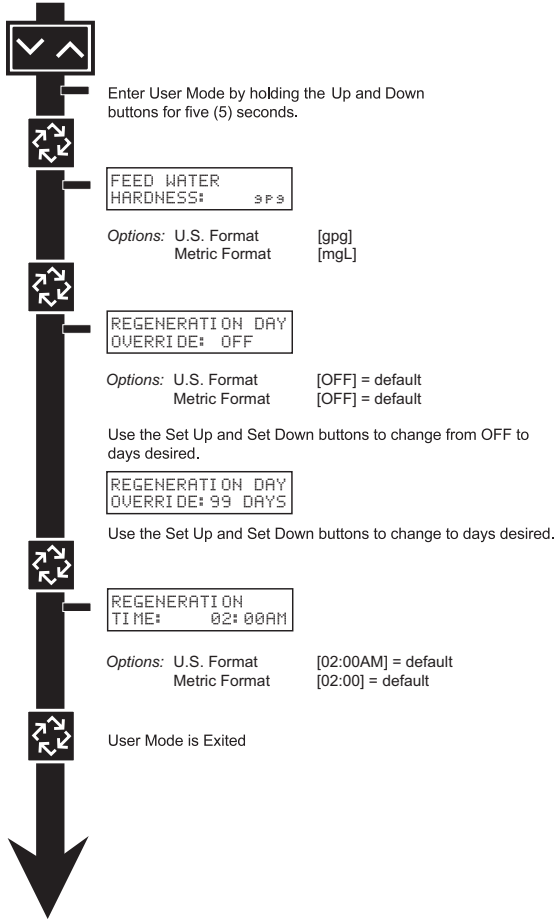 Enter User Mode by holding the Up and Down
buttons for five (5) seconds.
FEED WATER
HARDNESS: gpg
Options: U.S. Format [gpg]
Metric Format [mgL]
REGENERATION DAY
OVERRIDE: OFF
Options: U.S. Format [OFF] = default
Metric Format [OFF] = default
Use the Set Up and Set Down buttons to change from OFF to
days desired.
REGENERATION DAY
OVERRIDE:99 DAYS
Use the Set Up and Set Down buttons to change to days desired.
REGENERATION
TIME: 02:00AM
Options: U.S. Format [02:00AM] = default
Metric Format [02:00] = default
User Mode is Exited